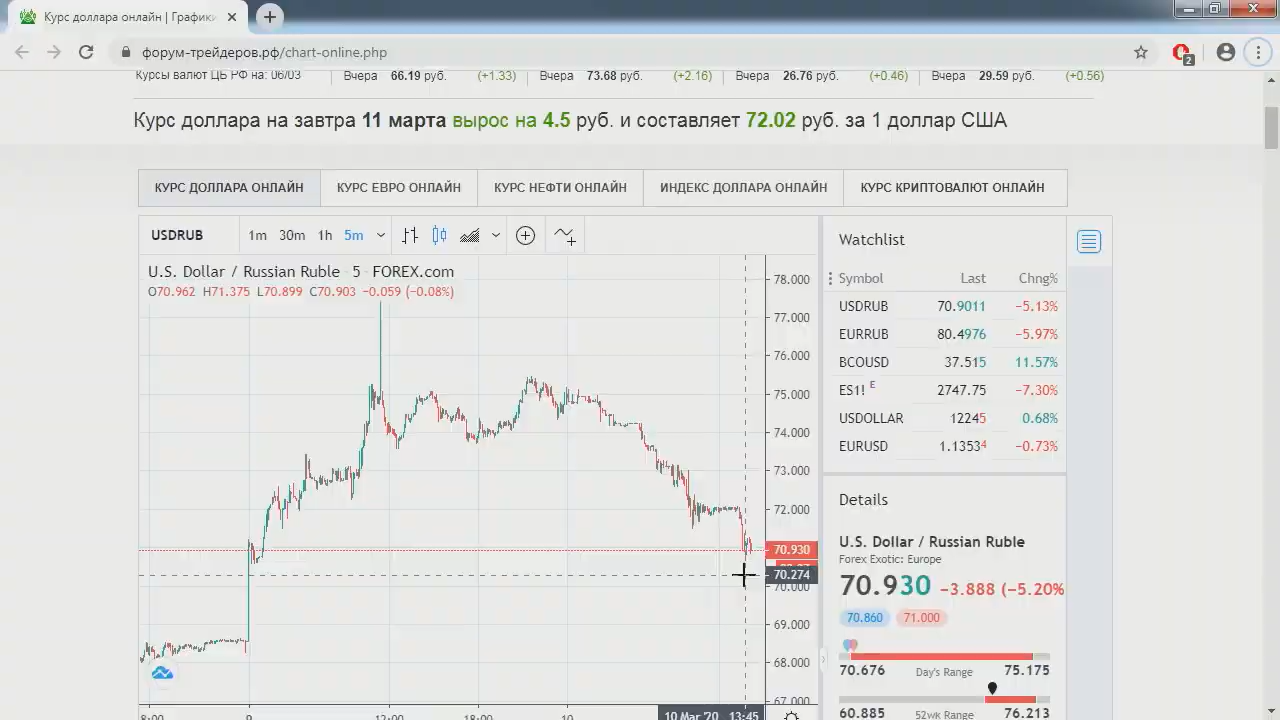 Курс доллара онлайн | Графики
форум-трейдеров.рф/chart-online.php
2
Курсы валют ЦБ РФ на: 06/03 Вчера 66.19 руб. (+1.33) Вчера 73.68 руб. (+2.16) Вчера 26.76 руб. (+0.46) Вчера 29.59 руб. (+0.56)
Курс доллара на завтра 11 марта вырос на 4.5 руб. и составляет 72.02 руб. за 1 доллар США
КУРС ДОЛЛАРА ОНЛАЙН КУРС ЕВРО ОНЛАЙН КУРС НЕФТИ ОНЛАЙН ИНДЕКС ДОЛЛАРА ОНЛАЙН КУРС КРИПТОВАЛЮТ ОНЛАЙН
USDRUB 1m 30m 1h 5m
U.S. Dollar / Russian Ruble 5 FOREX.com
O70.962 H71.375 L70.899 C70.903 −0.059 (−0.08%)
78.000
77.000
76.000
75.000
74.000
73.000
72.000
70.930
70.274
70.000
69.000
68.000
67.000
8:00 9 12:00 18:00 10 10 Mar '20 13:45
Watchlist
Symbol Last Chng%
USDRUB 70.9011 −5.13%
EURRUB 80.4976 −5.97%
BCOUSD 37.515 11.57%
ES1! E 2747.75 −7.30%
USDOLLAR 12245 0.68%
EURUSD 1.13534 −0.73%
Details
U.S. Dollar / Russian Ruble
Forex Exotic: Europe
70.930 −3.888 (−5.20%
70.860 71.000
70.676 Day's Range 75.175
60.885 52wk Range 76.213